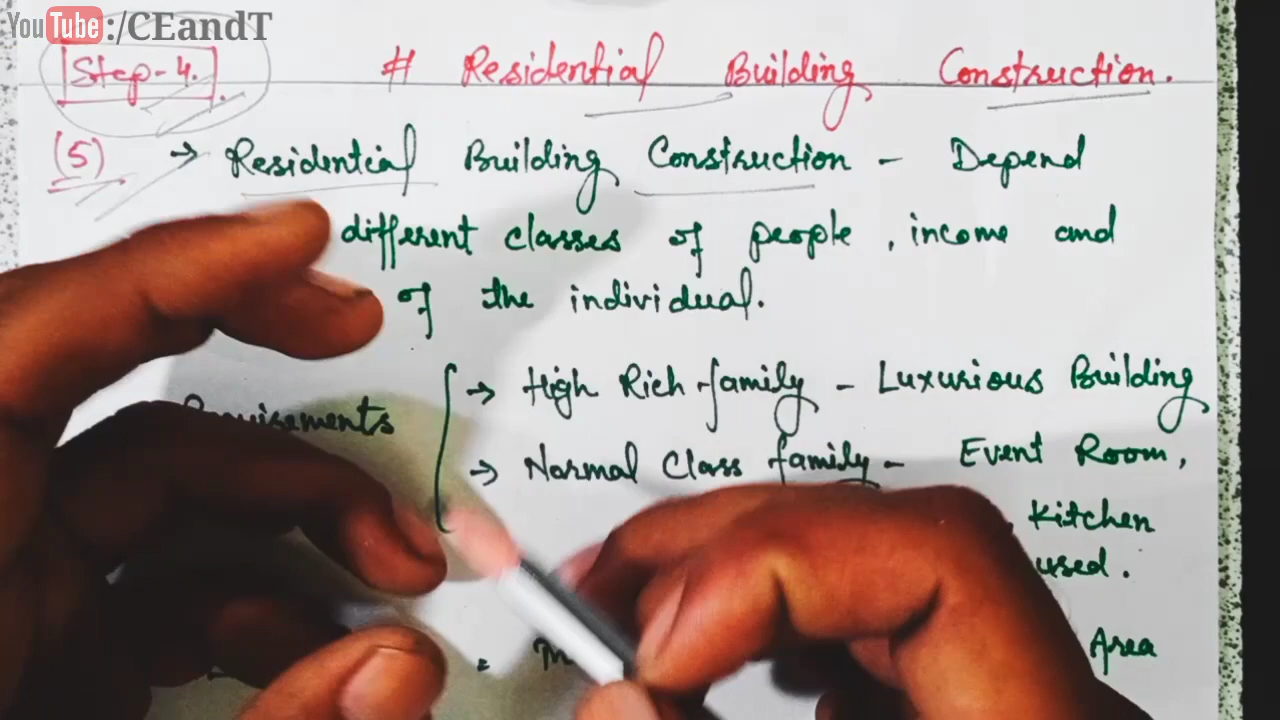 YouTube:/CEandT
Step-4. # Residential Building Construction.
(5) → Residential Building Construction - Depend
different classes of people, income and
of the individual.
→ High Rich family - Luxurious Building
→ Normal Class family - Event Room,
Kitchen
used.
Area